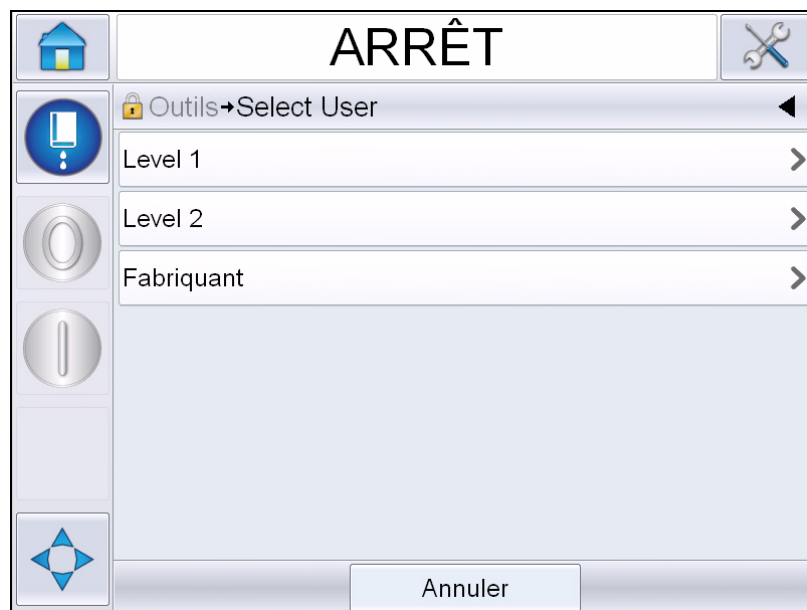 ARRÊT
Outils→Select User
Level 1
Level 2
Fabriquant
Annuler